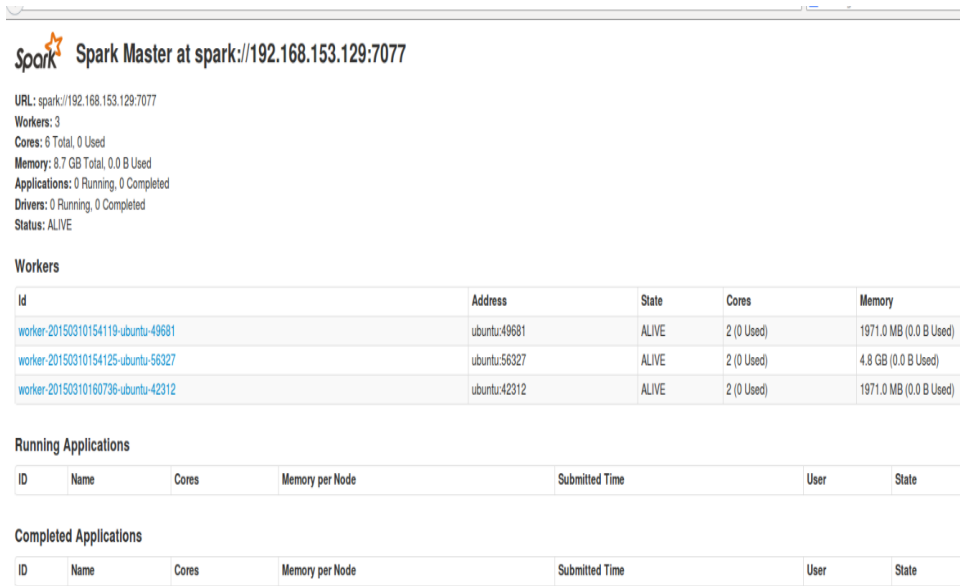 Spark Spark Master at spark://192.168.153.129:7077
URL: spark://192.168.153.129:7077
Workers: 3
Cores: 6 Total, 0 Used
Memory: 8.7 GB Total, 0.0 B Used
Applications: 0 Running, 0 Completed
Drivers: 0 Running, 0 Completed
Status: ALIVE
Workers
Id Address State Cores Memory
worker-20150310154119-ubuntu-49681 ubuntu:49681 ALIVE 2 (0 Used) 1971.0 MB (0.0 B Used)
worker-20150310154125-ubuntu-56327 ubuntu:56327 ALIVE 2 (0 Used) 4.8 GB (0.0 B Used)
worker-20150310160736-ubuntu-42312 ubuntu:42312 ALIVE 2 (0 Used) 1971.0 MB (0.0 B Used)
Running Applications
ID Name Cores Memory per Node Submitted Time User State
Completed Applications
ID Name Cores Memory per Node Submitted Time User State